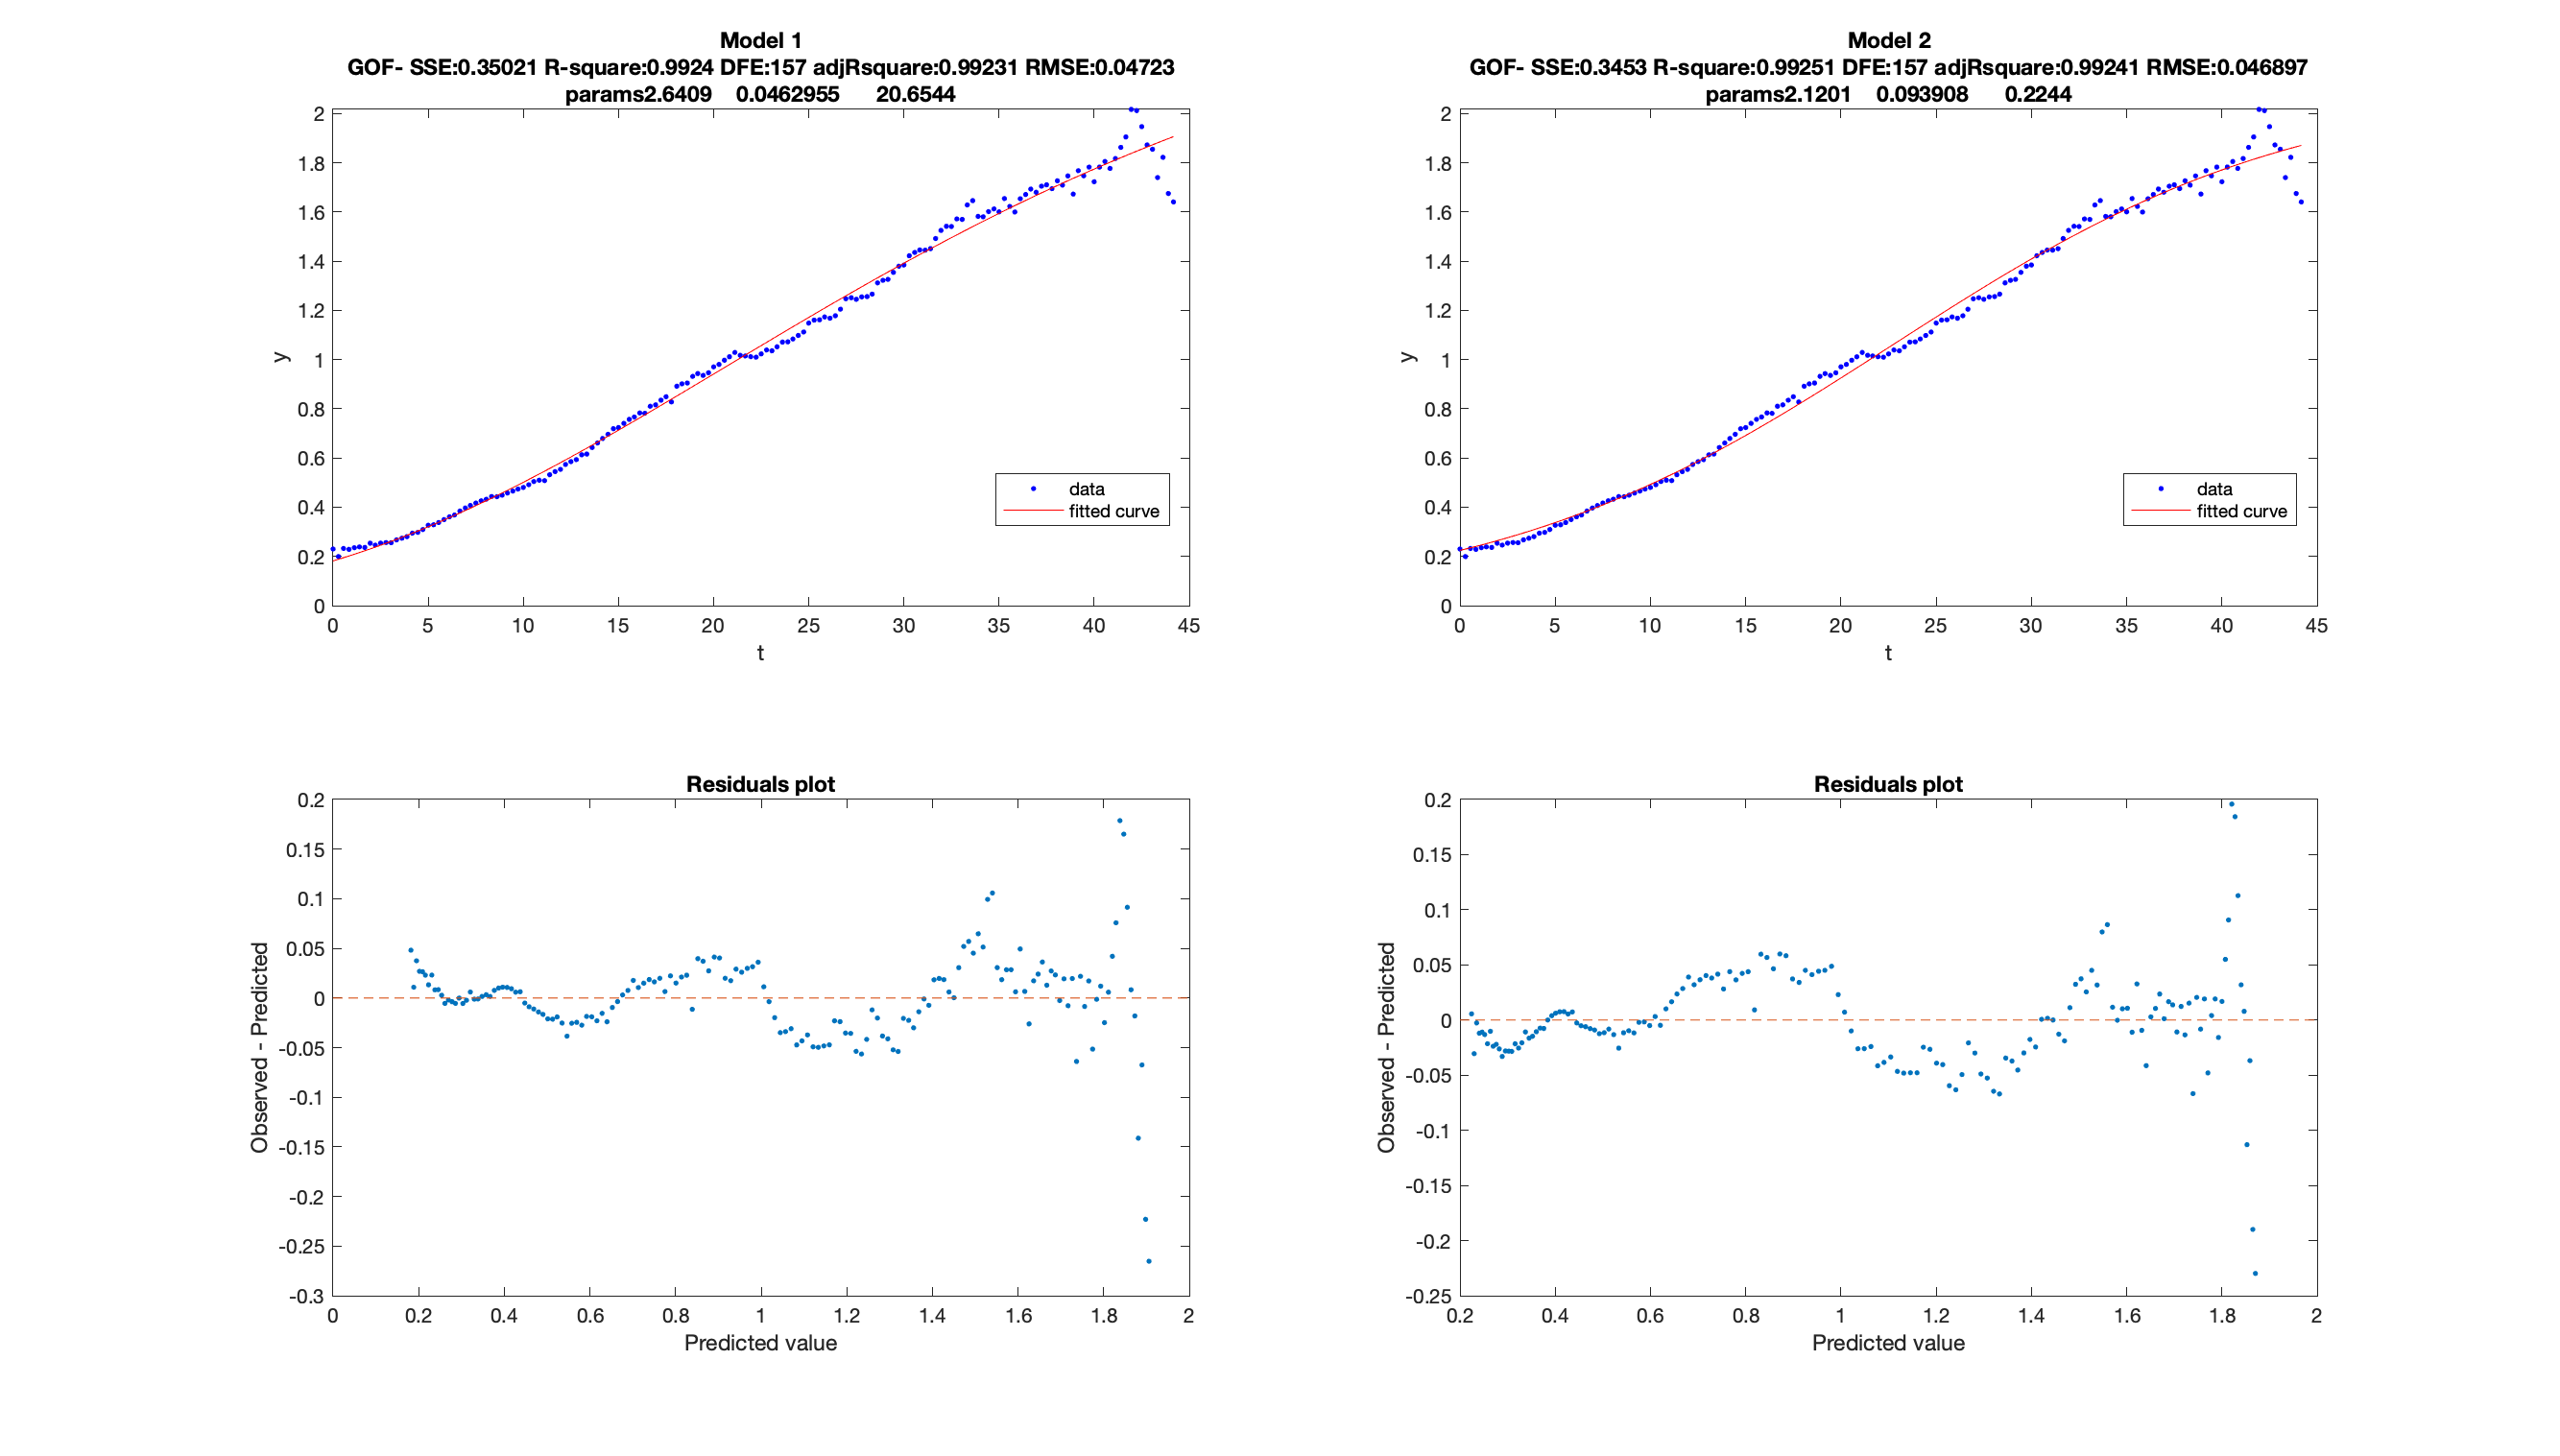 Model 1
GOF- SSE:0.35021 R-square:0.9924 DFE:157 adjRsquare:0.99231 RMSE:0.04723
params2.6409 0.0462955 20.6544
2
1.8
1.6
1.4
1.2
1
0.8
0.6
0.4
0.2
0
y
data
fitted curve
0 5 10 15 20 25 30 35 40 45
t
Model 2
GOF- SSE:0.3453 R-square:0.99251 DFE:157 adjRsquare:0.99241 RMSE:0.046897
params2.1201 0.093908 0.2244
2
1.8
1.6
1.4
1.2
1
0.8
0.6
0.4
0.2
0
y
data
fitted curve
0 5 10 15 20 25 30 35 40 45
t
Residuals plot
0.2
0.15
0.1
0.05
0
-0.05
-0.1
-0.15
-0.2
-0.25
-0.3
Observed - Predicted
0 0.2 0.4 0.6 0.8 1 1.2 1.4 1.6 1.8 2
Predicted value
Residuals plot
0.2
0.15
0.1
0.05
0
-0.05
-0.1
-0.15
-0.2
-0.25
Observed - Predicted
0.2 0.4 0.6 0.8 1 1.2 1.4 1.6 1.8 2
Predicted value